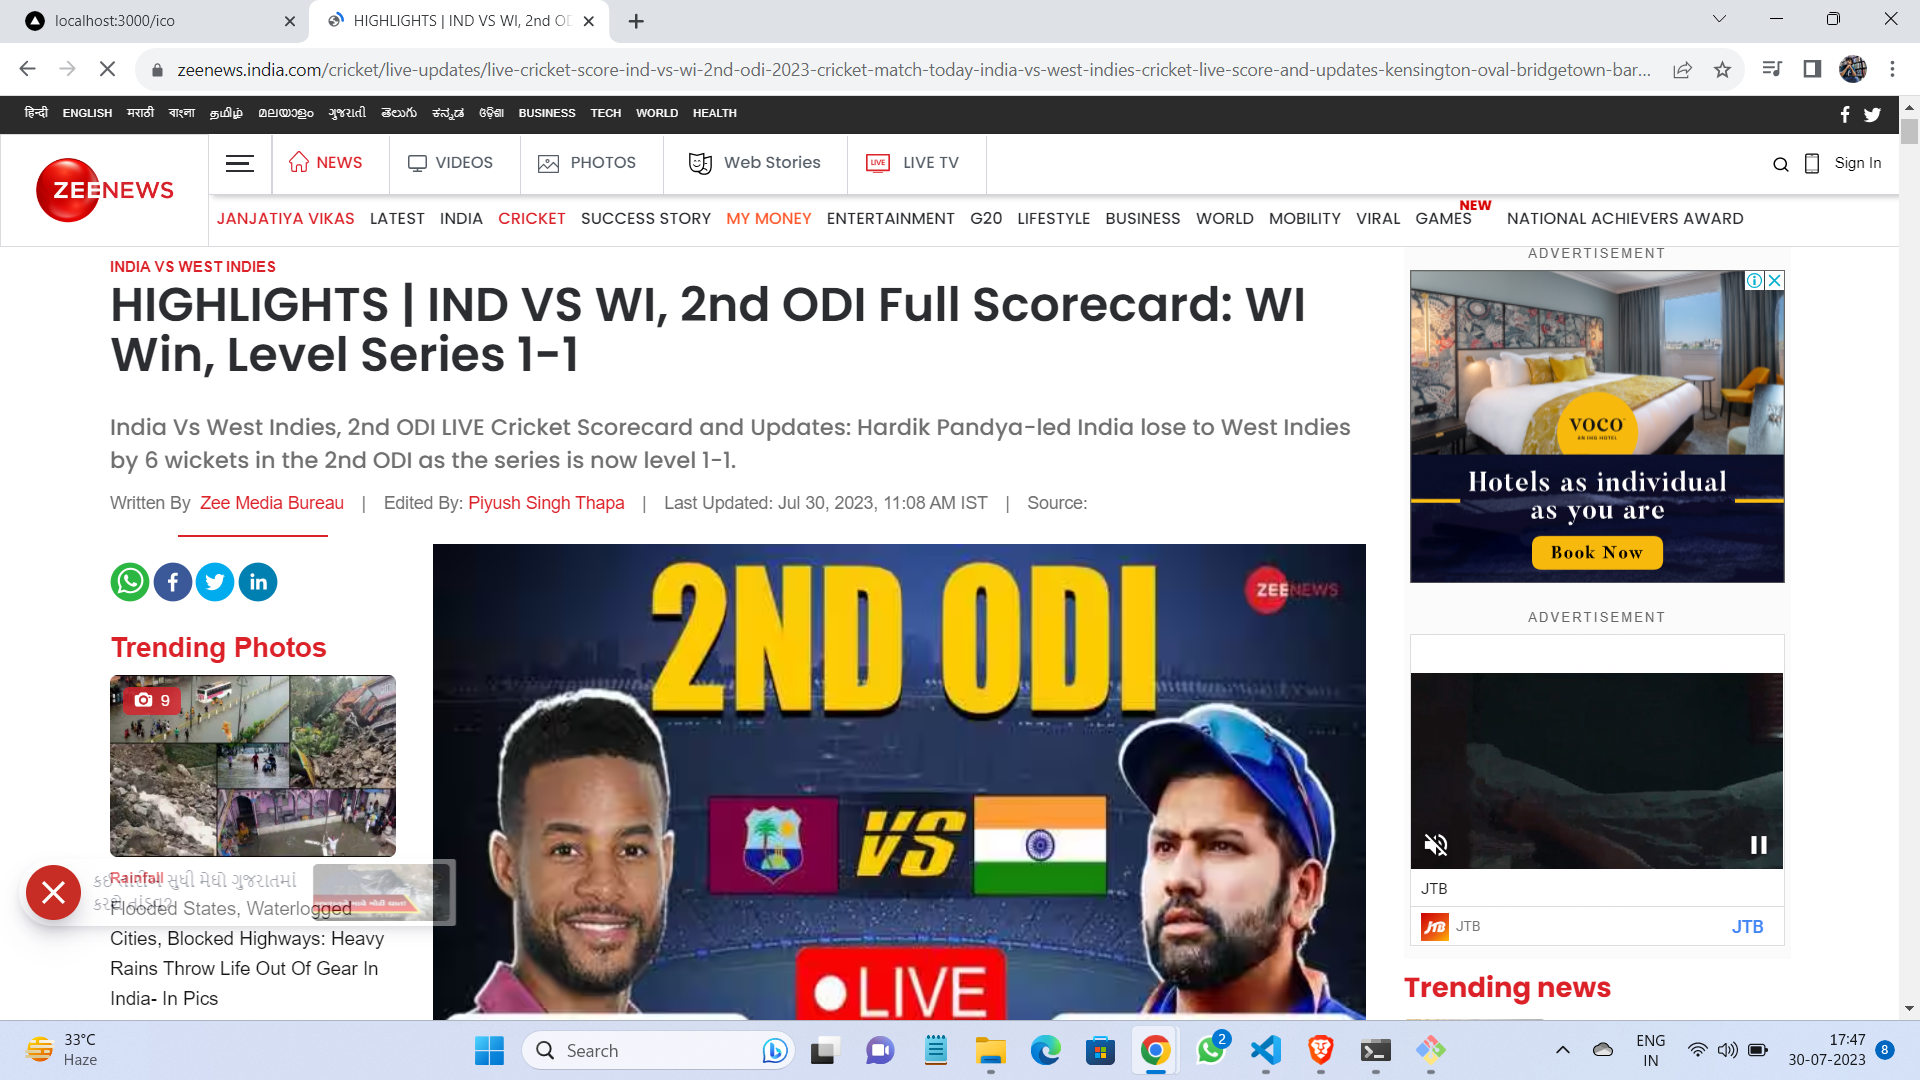 localhost:3000/ico
HIGHLIGHTS | IND VS WI, 2nd OD
zeenews.india.com/cricket/live-updates/live-cricket-score-ind-vs-wi-2nd-odi-2023-cricket-match-today-india-vs-west-indies-cricket-live-score-and-updates-kensington-oval-bridgetown-bar...
हिन्दी ENGLISH मराठी বাংলা தமிழ் മലയാളം ગુજરાતી తెలుగు ಕನ್ನಡ ଓଡ଼ିଶା BUSINESS TECH WORLD HEALTH
ZEENEWS
NEWS VIDEOS PHOTOS Web Stories LIVE LIVE TV Sign In
JANJATIYA VIKAS LATEST INDIA CRICKET SUCCESS STORY MY MONEY ENTERTAINMENT G20 LIFESTYLE BUSINESS WORLD MOBILITY VIRAL GAMES NEW NATIONAL ACHIEVERS AWARD
INDIA VS WEST INDIES
HIGHLIGHTS | IND VS WI, 2nd ODI Full Scorecard: WI
Win, Level Series 1-1
India Vs West Indies, 2nd ODI LIVE Cricket Scorecard and Updates: Hardik Pandya-led India lose to West Indies
by 6 wickets in the 2nd ODI as the series is now level 1-1.
Written By Zee Media Bureau | Edited By: Piyush Singh Thapa | Last Updated: Jul 30, 2023, 11:08 AM IST | Source:
Trending Photos
9
Rainfall
સુધી મેઘો ગુજરાતમાં
Flooded States, Waterlogged
Cities, Blocked Highways: Heavy
Rains Throw Life Out Of Gear In
India- In Pics
2ND ODI
ZEENEWS
VS
LIVE
ADVERTISEMENT
VOCO
AN IHG HOTEL
Hotels as individual
as you are
Book Now
ADVERTISEMENT
JTB
JTB JTB JTB
Trending news
33°C
Haze
Search
2
ENG
IN
17:47
30-07-2023
8